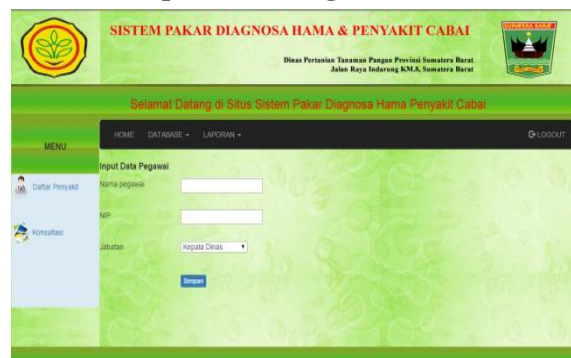 SISTEM PAKAR DIAGNOSA HAMA & PENYAKIT CABAI
SUMATERA BARAT
Dinas Pertanian Tanaman Pangan Provinsi Sumatera Barat
Jalan Raya Indarung KM.8, Sumatera Barat
Selamat Datang di Situs Sistem Pakar Diagnosa Hama Penyakit Cabai
MENU
HOME DATABASE LAPORAN LOGOUT
Daftar Penyakit
Konsultasi
Input Data Pegawai
Nama pegawai
NIP
Jabatan Kepala Dinas
Simpan